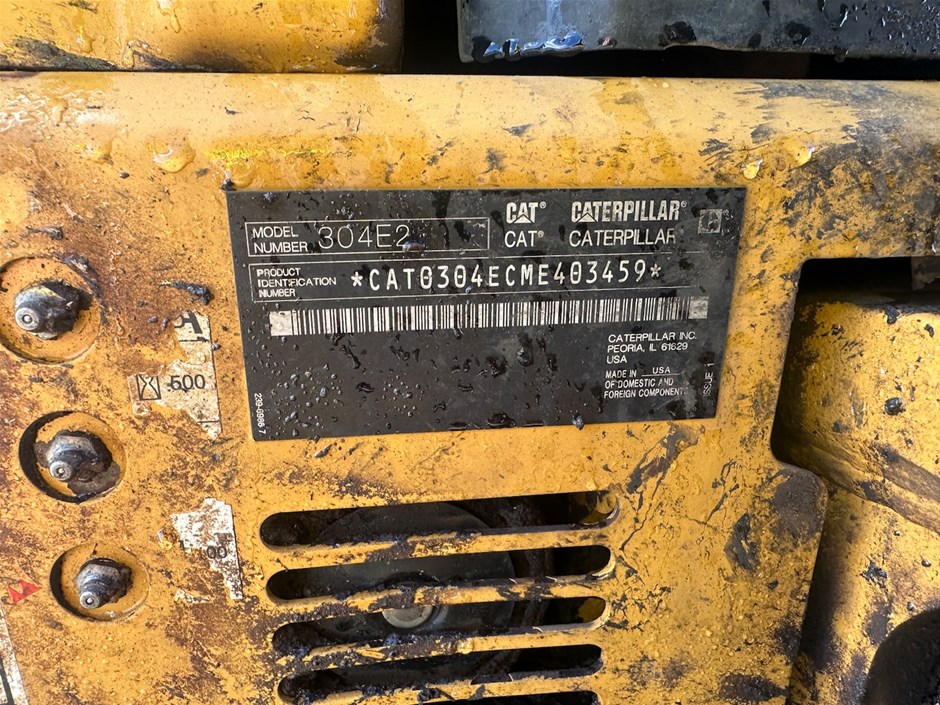 CAT® CATERPILLAR®
MODEL NUMBER 304E2
CAT® CATERPILLAR
PRODUCT IDENTIFICATION NUMBER *CAT0304ECME403459*
CATERPILLAR INC.
PEORIA, IL 61629
USA
MADE IN USA
OF DOMESTIC AND
FOREIGN COMPONENTS
ISSUE 1
500
00